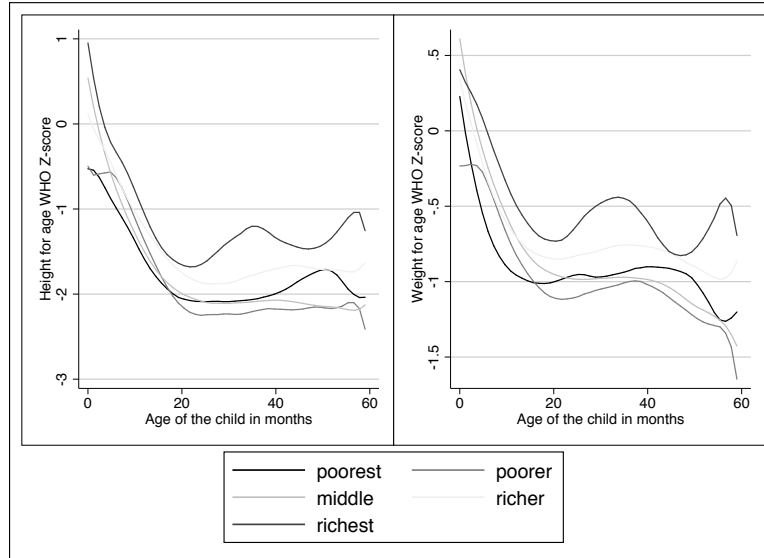 Height for age WHO Z-score
1
0
-1
-2
-3
0 20 40 60
Age of the child in months
Weight for age WHO Z-score
.5
0
-.5
-1
-1.5
0 20 40 60
Age of the child in months
poorest poorer
middle richer
richest